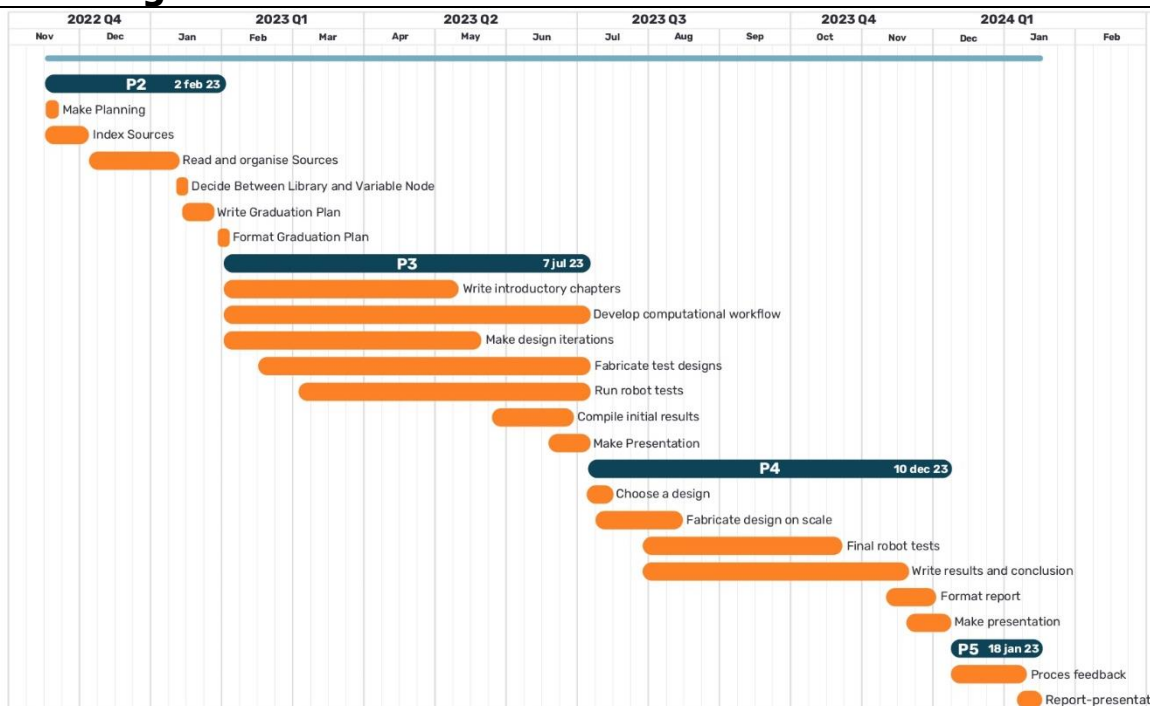 2022 Q4 2023 Q1 2023 Q2 2023 Q3 2023 Q4 2024 Q1
Nov Dec Jan Feb Mar Apr May Jun Jul Aug Sep Oct Nov Dec Jan Feb
P2 2 feb 23
Make Planning
Index Sources
Read and organise Sources
Decide Between Library and Variable Node
Write Graduation Plan
Format Graduation Plan
P3 7 jul 23
Write introductory chapters
Develop computational workflow
Make design iterations
Fabricate test designs
Run robot tests
Compile initial results
Make Presentation
P4 10 dec 23
Choose a design
Fabricate design on scale
Final robot tests
Write results and conclusion
Format report
Make presentation
P5 18 jan 23
Proces feedback
Report-presentat